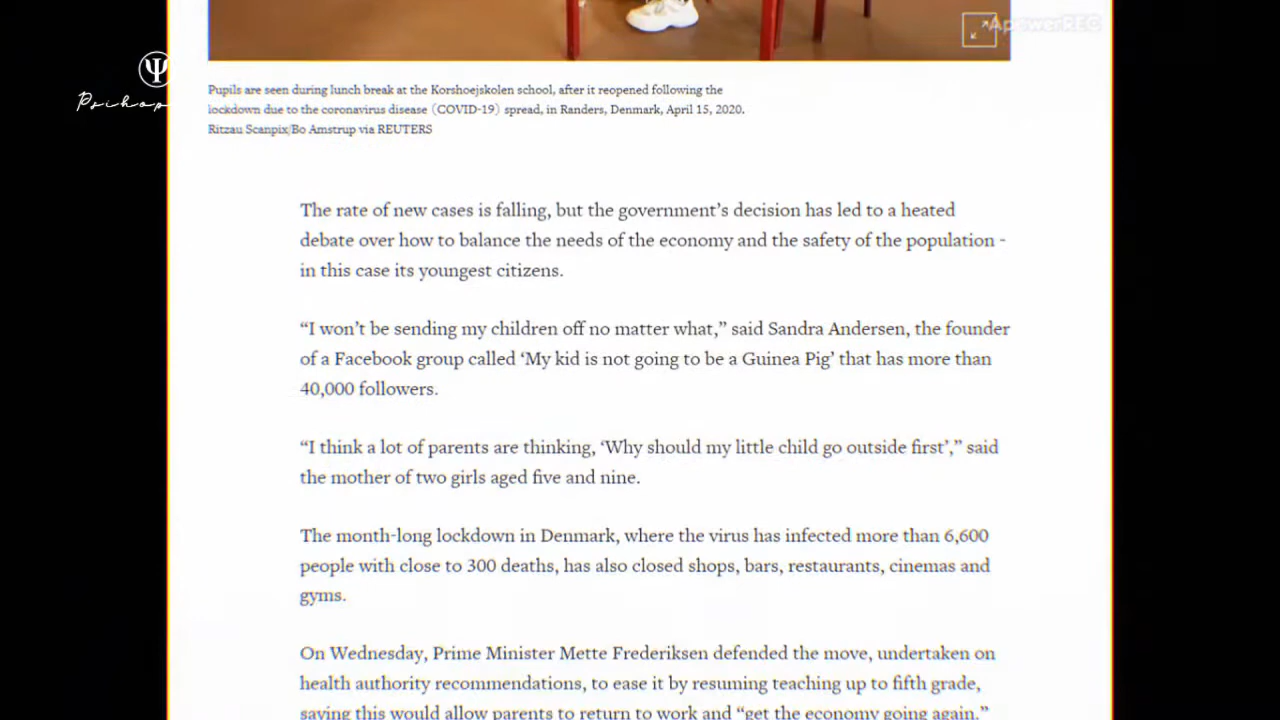 ApowerREC
Ψ
Psihop
Pupils are seen during lunch break at the Korshoejskolen school, after it reopened following the
lockdown due to the coronavirus disease (COVID-19) spread, in Randers, Denmark, April 15, 2020.
Ritzau Scanpix/Bo Amstrup via REUTERS
The rate of new cases is falling, but the government’s decision has led to a heated
debate over how to balance the needs of the economy and the safety of the population -
in this case its youngest citizens.
“I won’t be sending my children off no matter what,” said Sandra Andersen, the founder
of a Facebook group called ‘My kid is not going to be a Guinea Pig’ that has more than
40,000 followers.
“I think a lot of parents are thinking, ‘Why should my little child go outside first’,” said
the mother of two girls aged five and nine.
The month-long lockdown in Denmark, where the virus has infected more than 6,600
people with close to 300 deaths, has also closed shops, bars, restaurants, cinemas and
gyms.
On Wednesday, Prime Minister Mette Frederiksen defended the move, undertaken on
health authority recommendations, to ease it by resuming teaching up to fifth grade,
saying this would allow parents to return to work and “get the economy going again.”